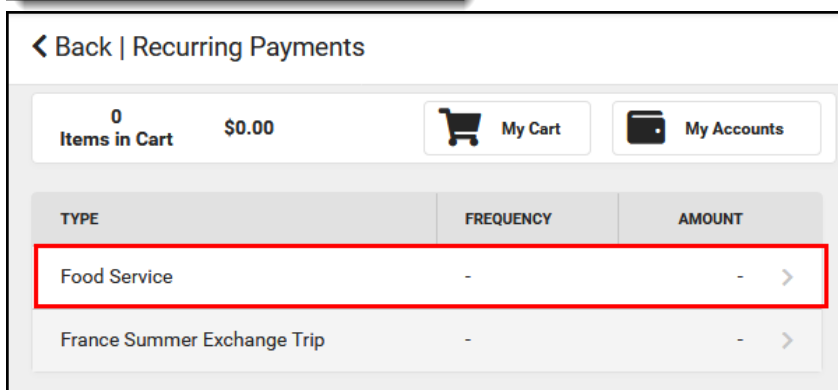 Back | Recurring Payments
0
Items in Cart
$0.00
My Cart
My Accounts
TYPE FREQUENCY AMOUNT
Food Service - -
France Summer Exchange Trip - -